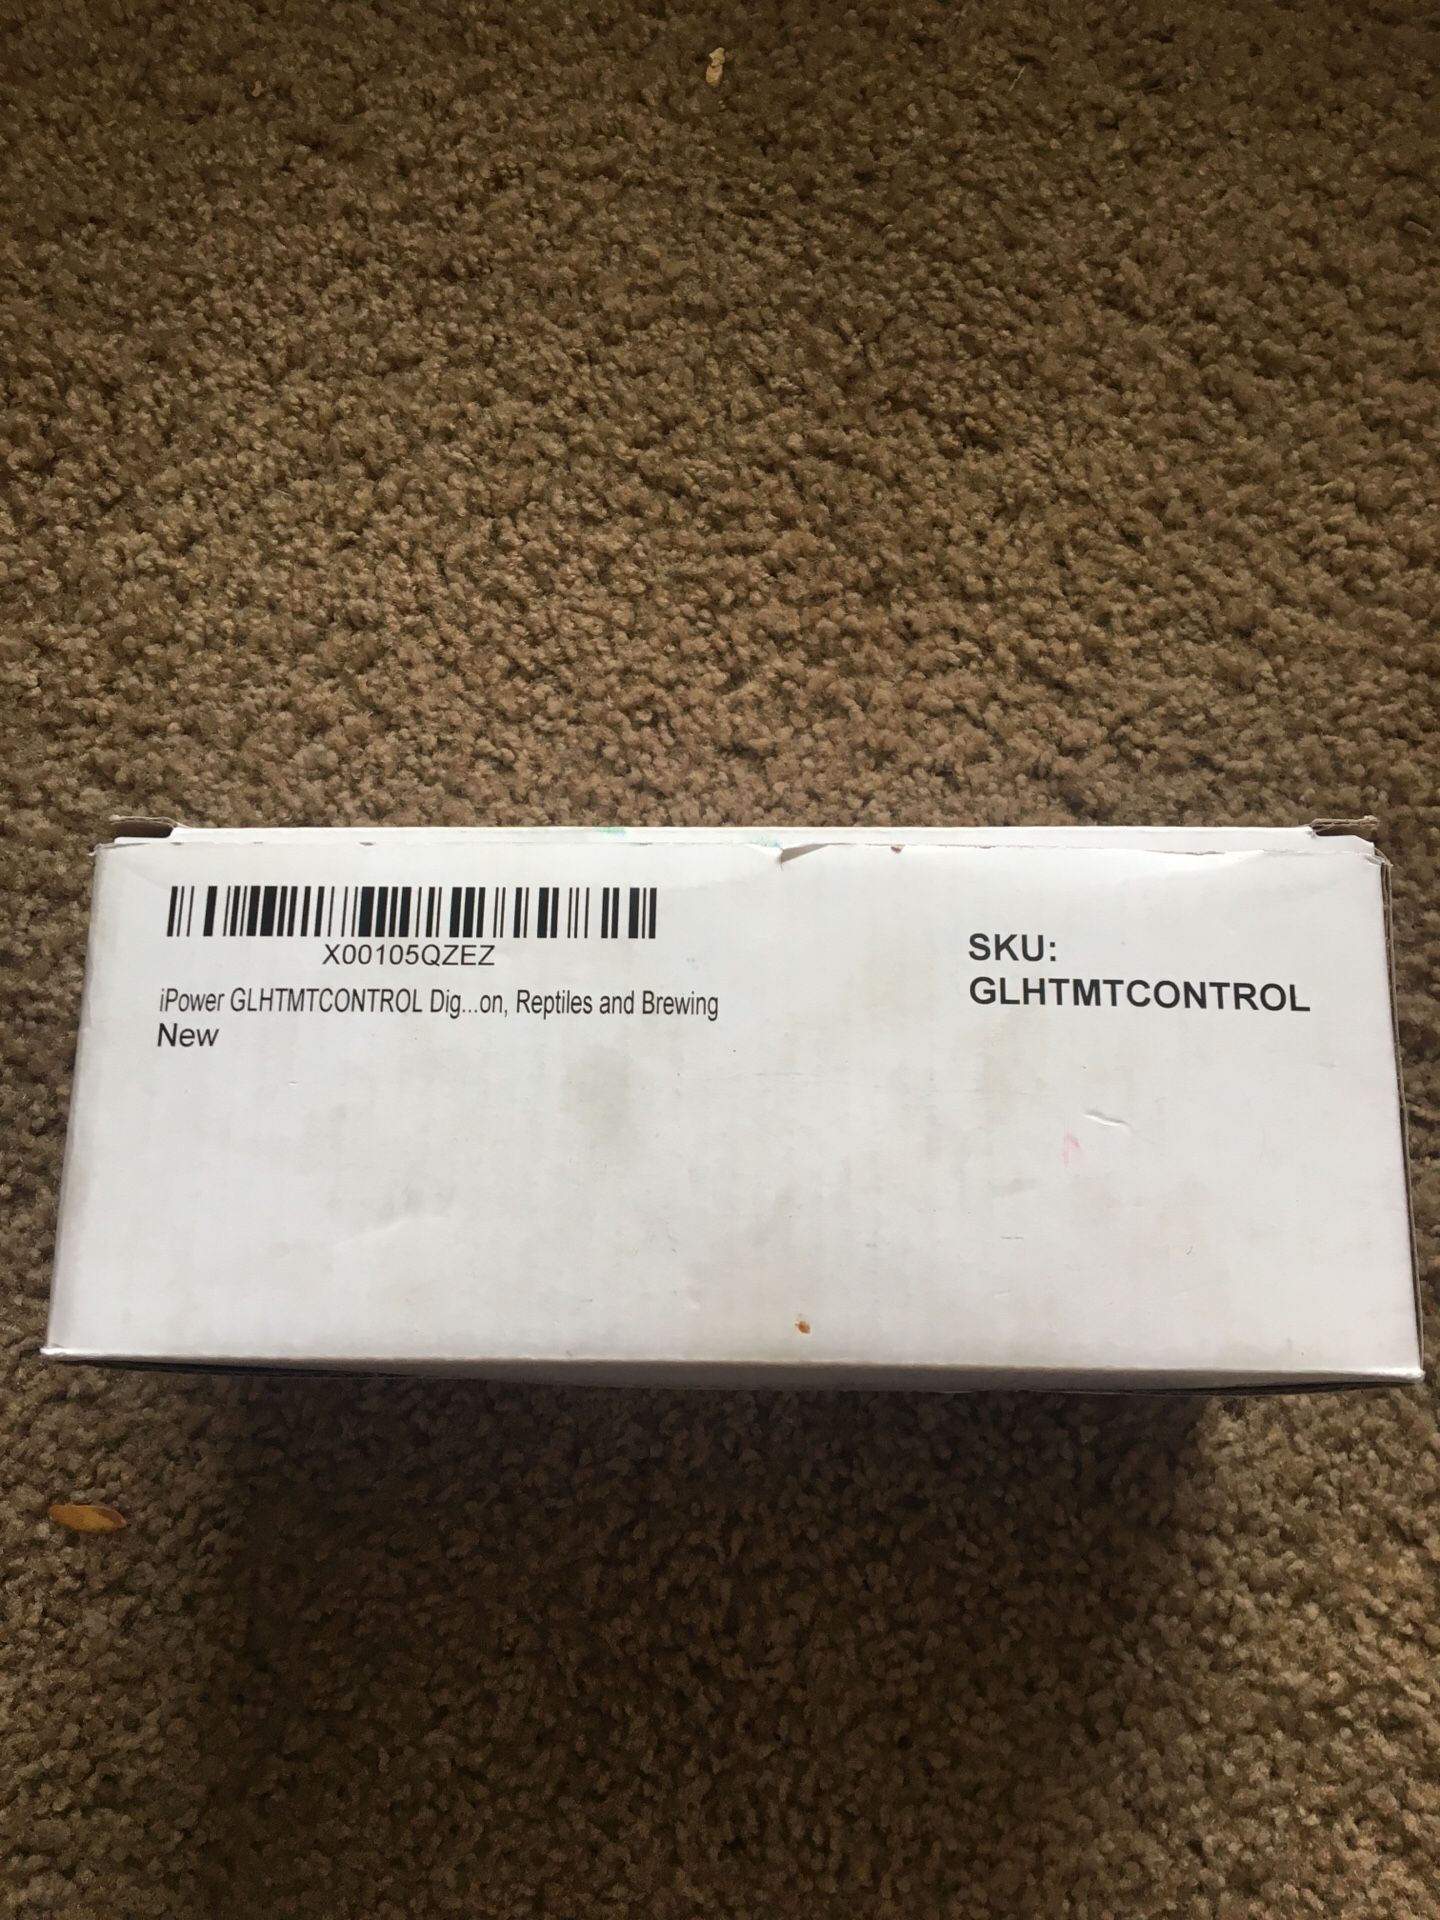 X00105QZEZ
iPower GLHTMTCONTROL Dig...on, Reptiles and Brewing
New
SKU:
GLHTMTCONTROL